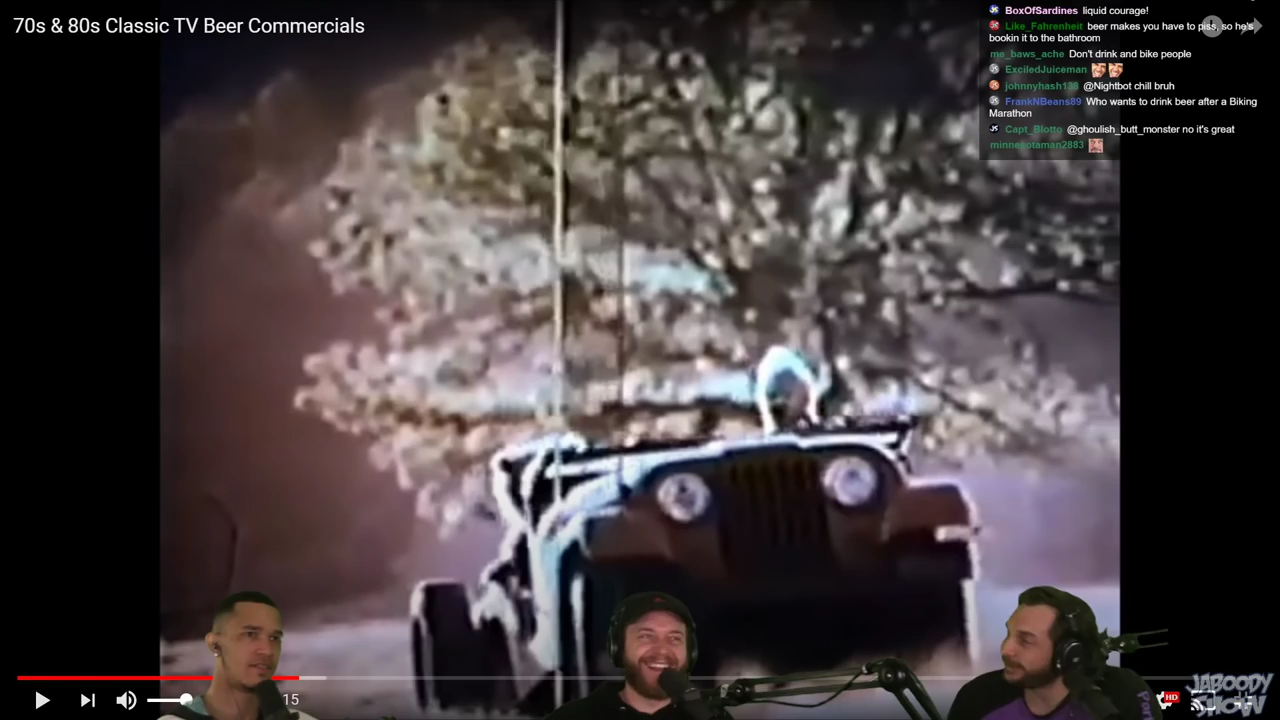 70s & 80s Classic TV Beer Commercials
BoxOfSardines liquid courage!
Like_Fahrenheit beer makes you have to piss, so he's
bookin it to the bathroom
me_baws_ache Don't drink and bike people
ExciledJuiceman
johnnyhash138 @Nightbot chill bruh
FrankNBeans89 Who wants to drink beer after a Biking
Marathon
Capt_Blotto @ghoulish_butt_monster no it's great
minnesotaman2883
15
HD
JABOODY
SHOW